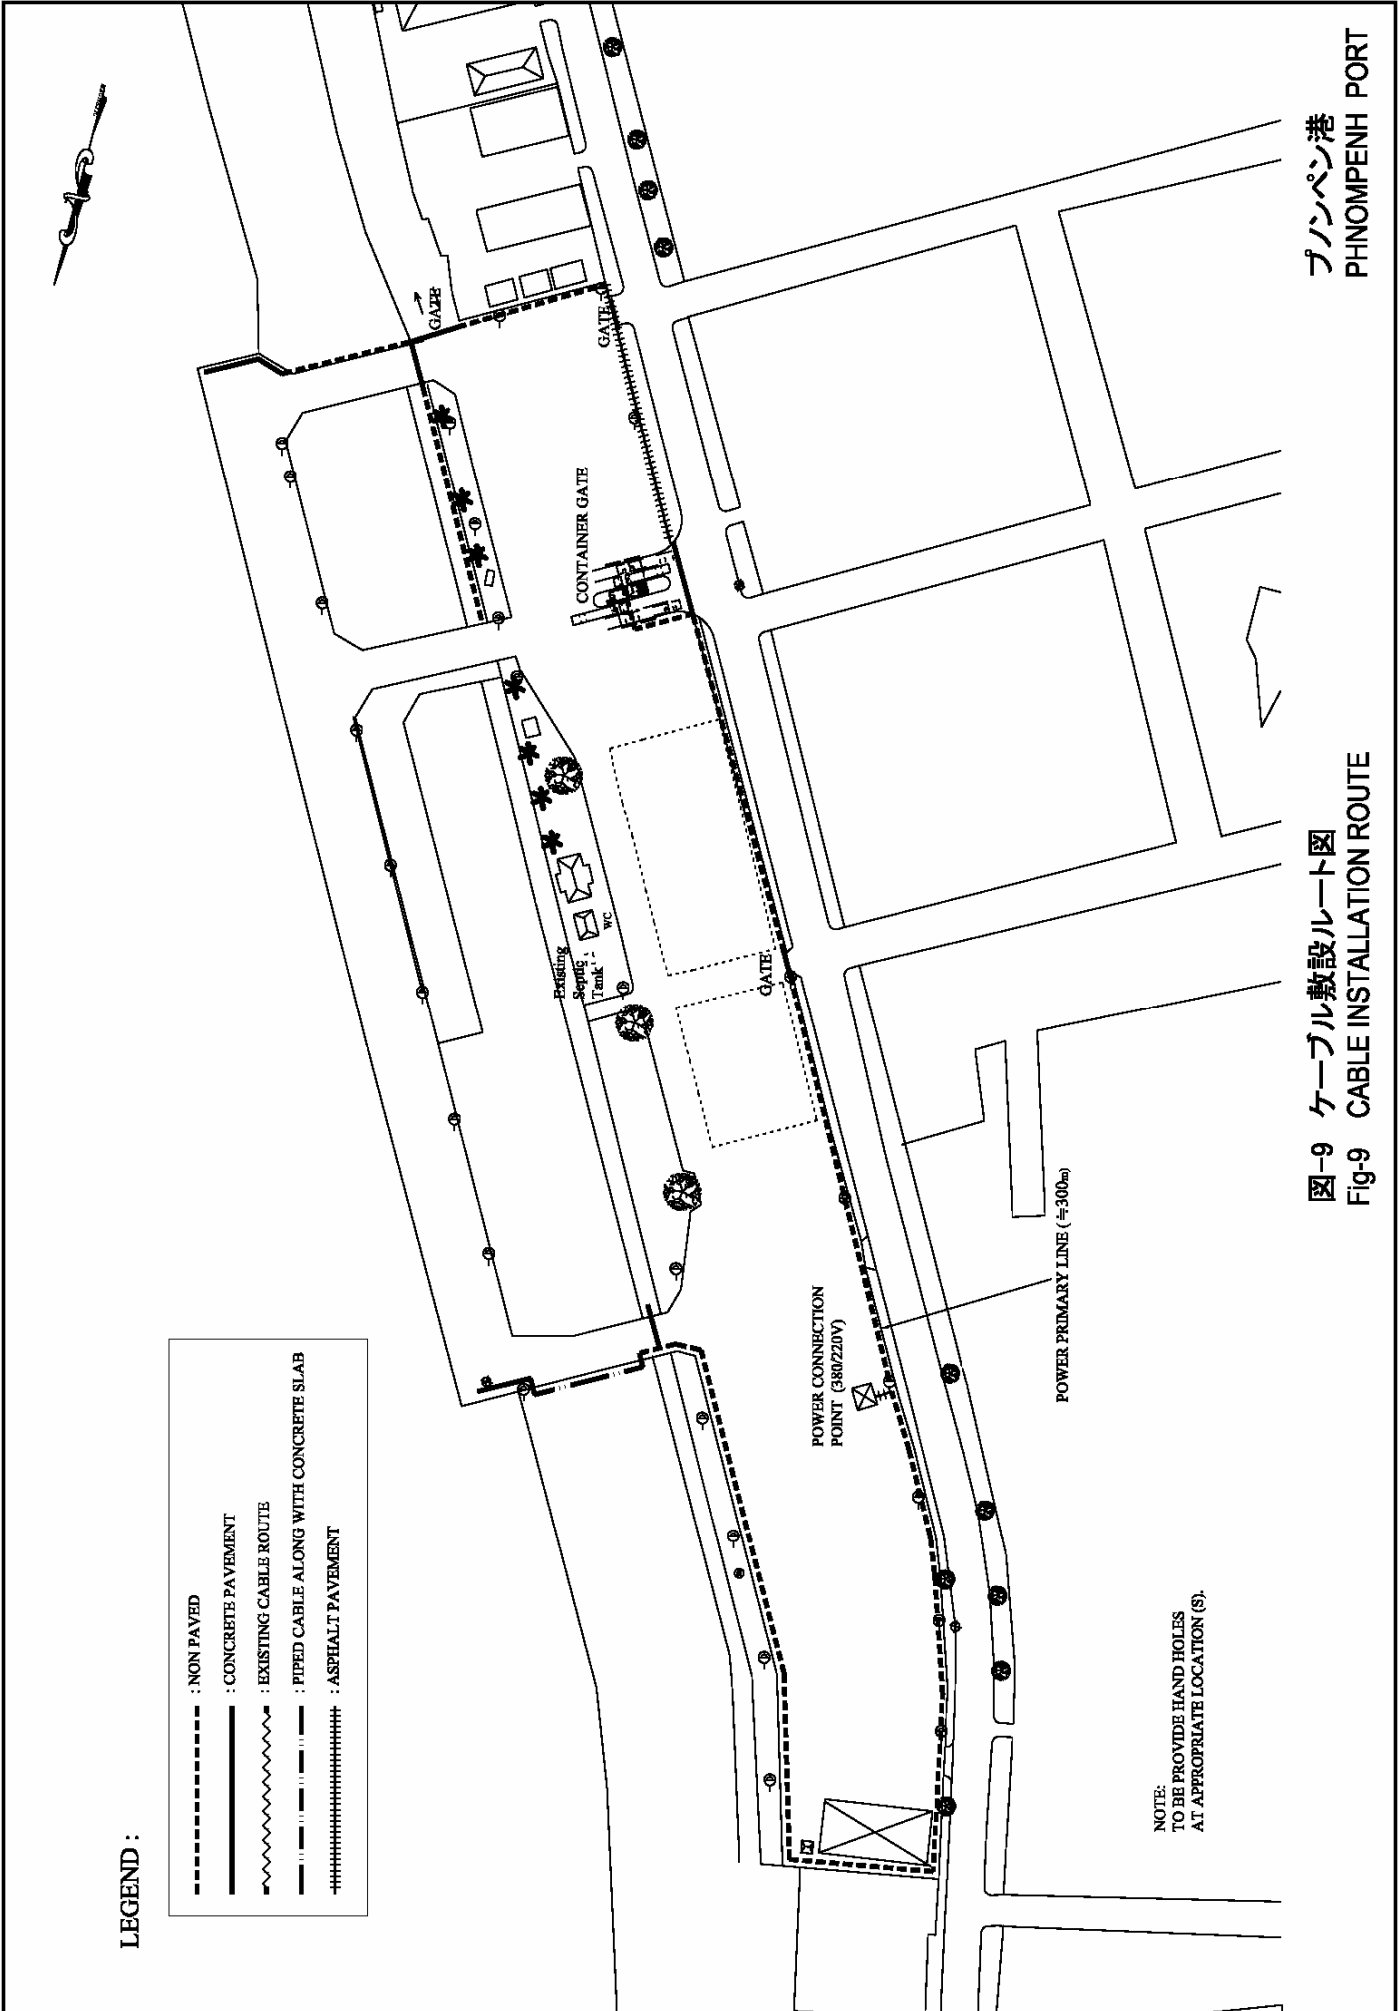 LEGEND :
: NON PAVED
: CONCRETE PAVEMENT
: EXISTING CABLE ROUTE
: PIPED CABLE ALONG WITH CONCRETE SLAB
: ASPHALT PAVEMENT
GATE
GATE
CONTAINER GATE
Existing
Septic
Tank
WC
GATE
POWER CONNECTION
POINT (380/220V)
POWER PRIMARY LINE (≒300m)
NOTE:
TO BE PROVIDE HAND HOLES
AT APPROPRIATE LOCATION (S).
図-9 ケーブル敷設ルート図
Fig-9 CABLE INSTALLATION ROUTE
プノンペン港
PHNOMPENH PORT